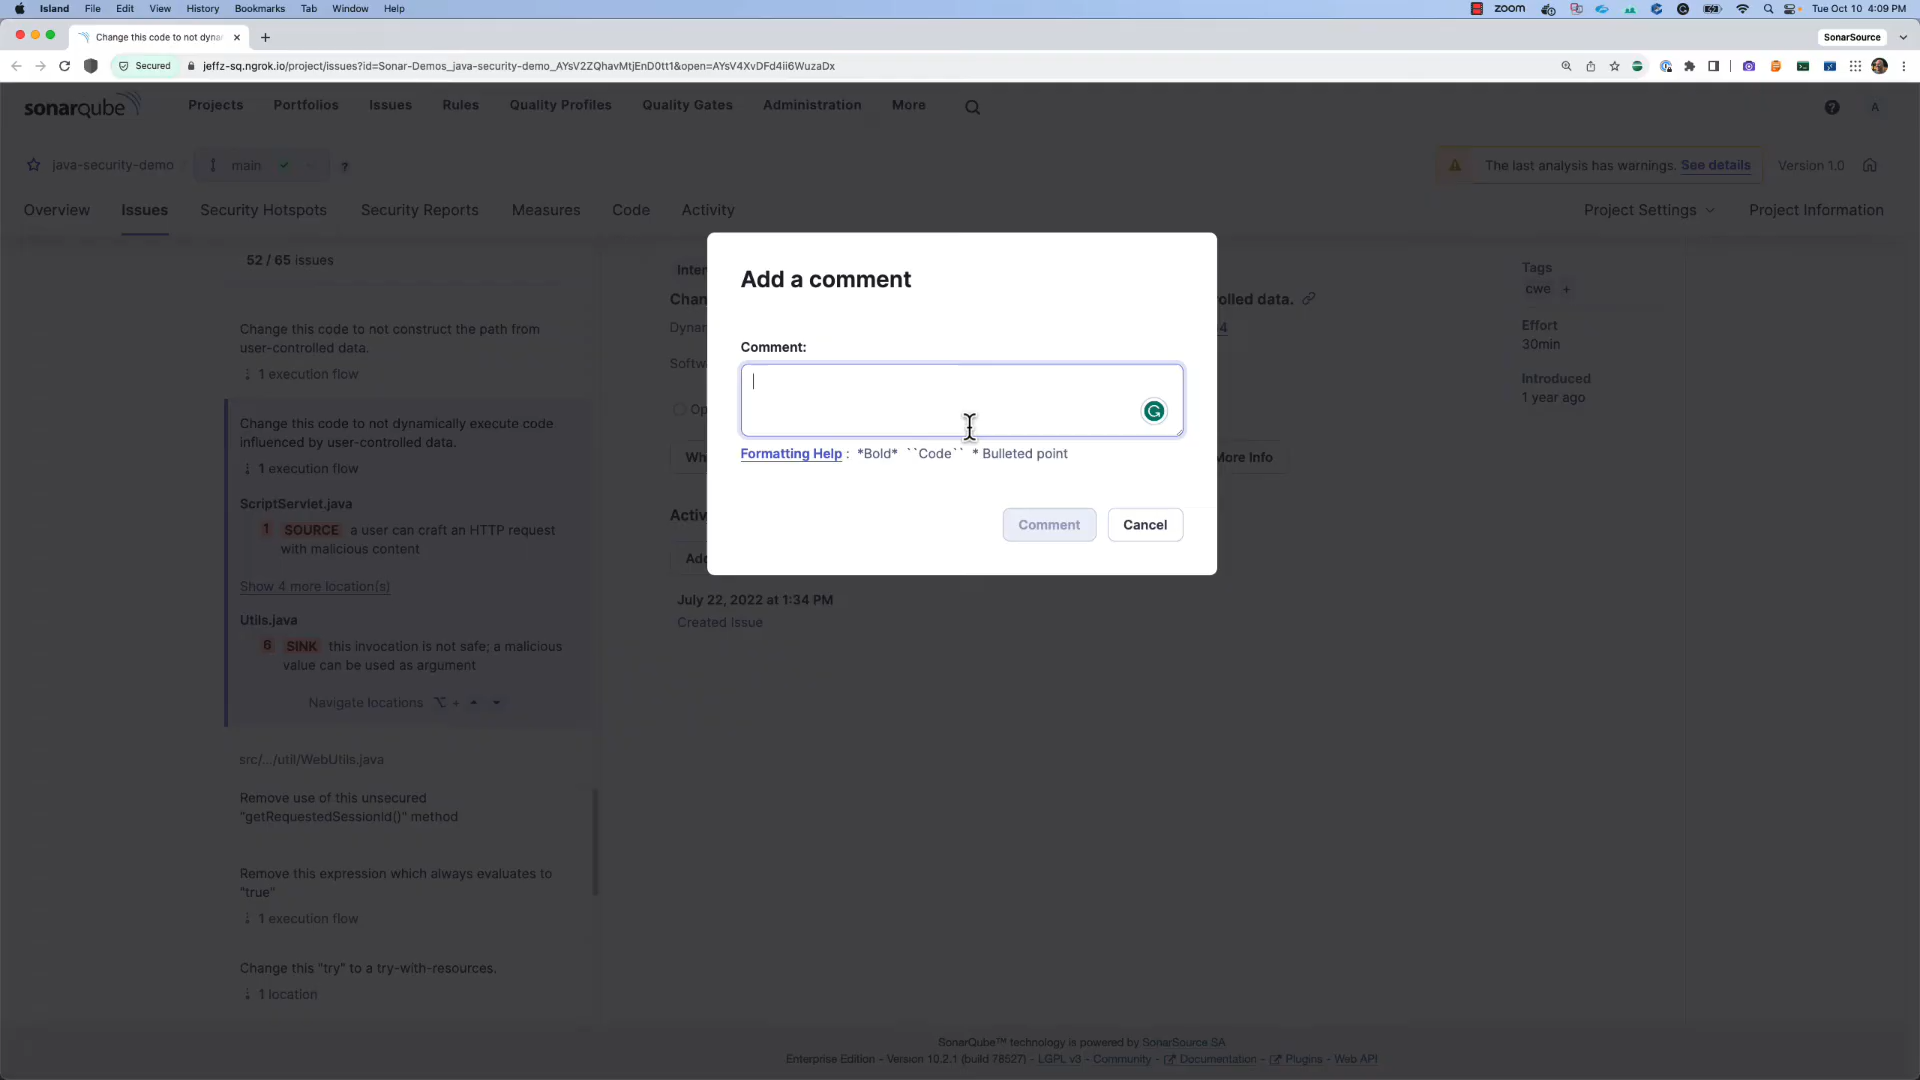 Island File Edit View History Bookmarks Tab Window Help
zoom
Tue Oct 10 4:09 PM
Change this code to not dyna
SonarSource
Secured
jeffz-sq.ngrok.io/project/issues?id=Sonar-Demos_java-security-demo_AYsV2ZQhavMtjEnD0tt1&open=AYsV4XvDFd4ii6WuzaDx
sonarqube Projects Portfolios Issues Rules Quality Profiles Quality Gates Administration More
A
java-security-demo main
The last analysis has warnings. See details Version 1.0
Overview Issues Security Hotspots Security Reports Measures Code Activity
Project Settings Project Information
52 / 65 issues
Change this code to not construct the path from
user-controlled data.
1 execution flow
Change this code to not dynamically execute code
influenced by user-controlled data.
1 execution flow
ScriptServlet.java
1 SOURCE a user can craft an HTTP request
with malicious content
Show 4 more location(s)
Utils.java
6 SINK this invocation is not safe; a malicious
value can be used as argument
Navigate locations ⌥ +
src/.../util/WebUtils.java
Remove use of this unsecured
"getRequestedSessionId()" method
Remove this expression which always evaluates to
"true"
1 execution flow
Change this "try" to a try-with-resources.
1 location
Add a comment
Comment:
Formatting Help : *Bold* ``Code`` * Bulleted point
Comment Cancel
More Info
July 22, 2022 at 1:34 PM
Created Issue
Tags
cwe +
Effort
30min
Introduced
1 year ago
SonarQube™ technology is powered by SonarSource SA
Enterprise Edition - Version 10.2.1 (build 78527) - LGPL v3 - Community - Documentation - Plugins - Web API